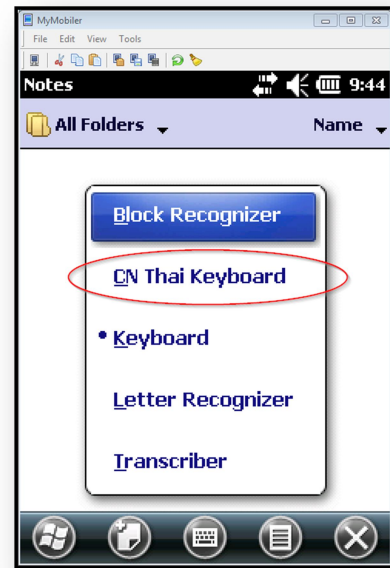 MyMobiler
File Edit View Tools
Notes 9:44
All Folders Name
Block Recognizer
CN Thai Keyboard
Keyboard
Letter Recognizer
Transcriber